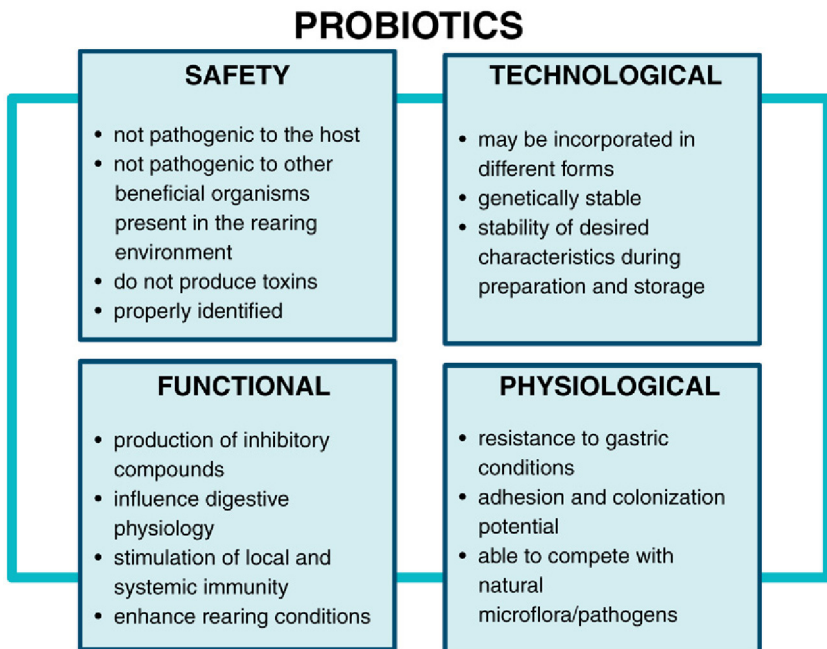 PROBIOTICS
SAFETY
• not pathogenic to the host
• not pathogenic to other
beneficial organisms
present in the rearing
environment
• do not produce toxins
• properly identified
TECHNOLOGICAL
• may be incorporated in
different forms
• genetically stable
• stability of desired
characteristics during
preparation and storage
FUNCTIONAL
• production of inhibitory
compounds
• influence digestive
physiology
• stimulation of local and
systemic immunity
• enhance rearing conditions
PHYSIOLOGICAL
• resistance to gastric
conditions
• adhesion and colonization
potential
• able to compete with
natural
microflora/pathogens